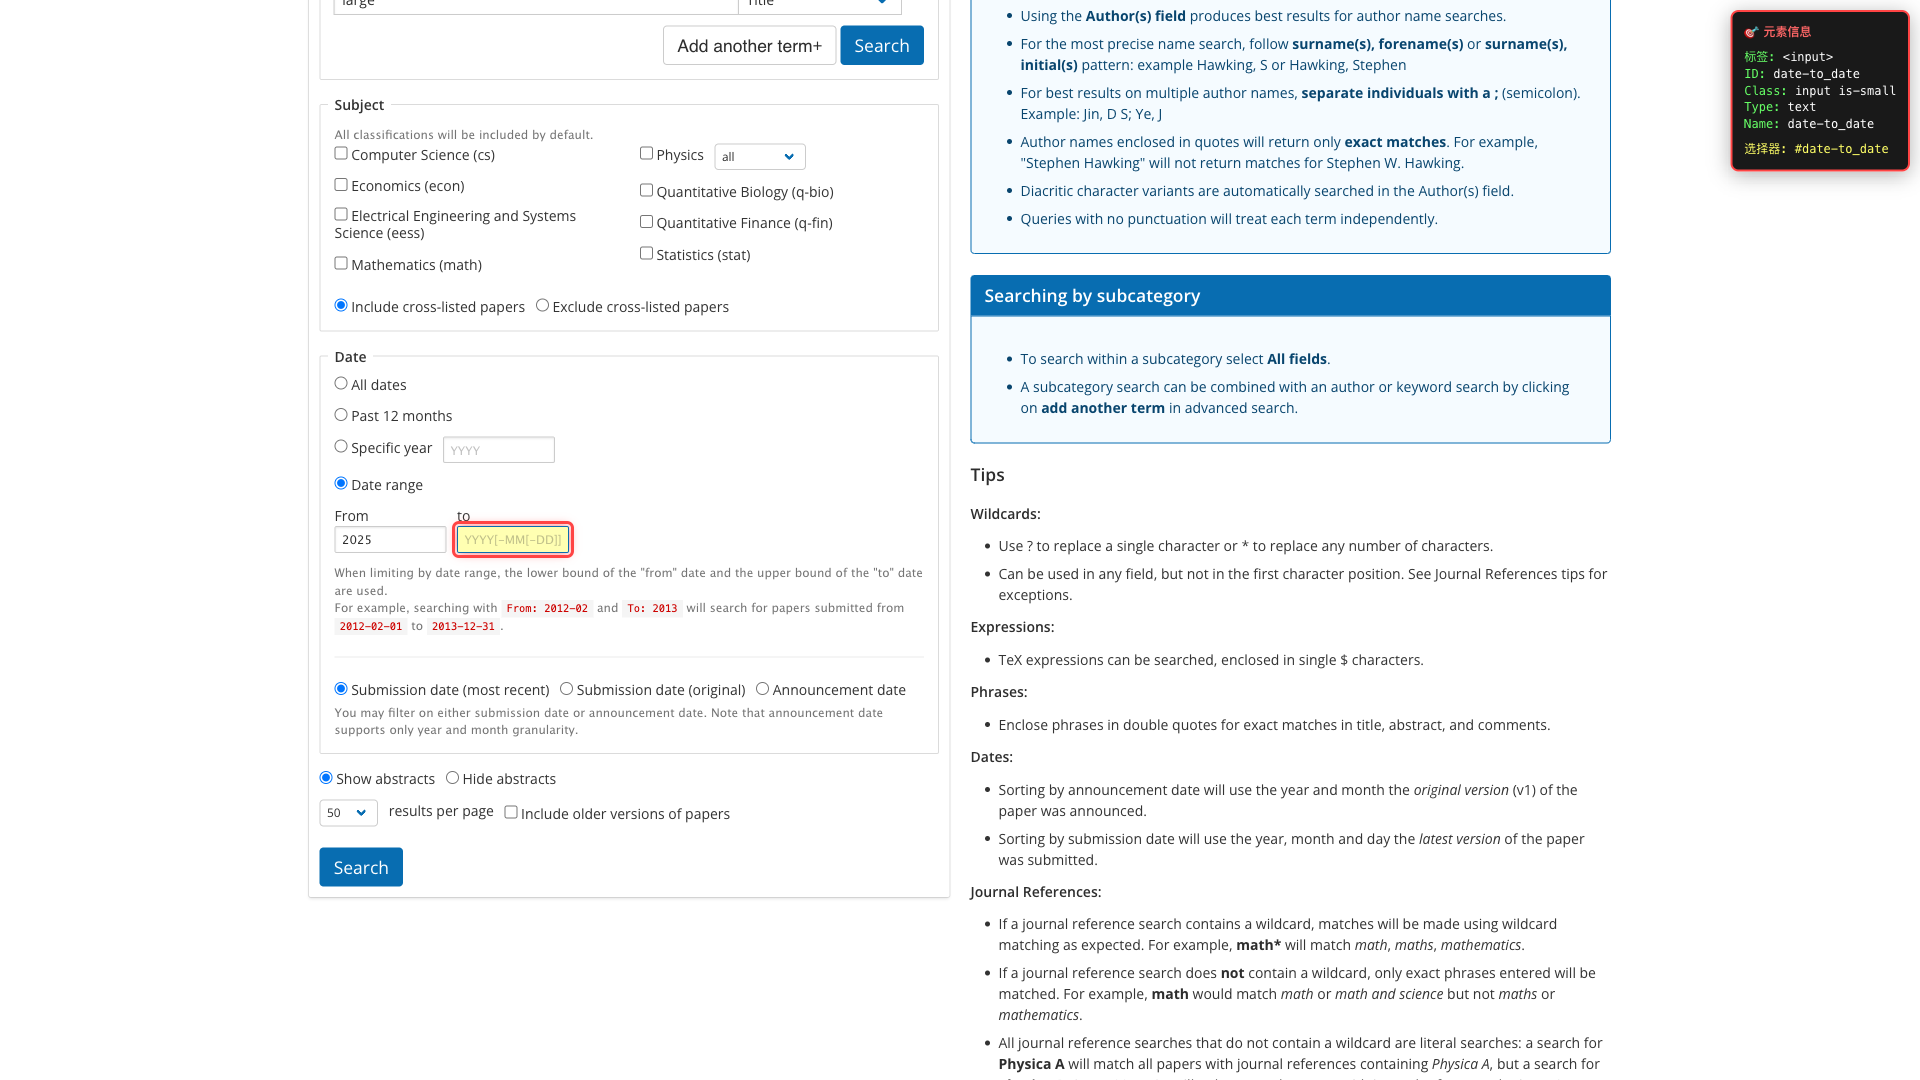 large
Title
Add another term+
Search
Subject
All classifications will be included by default.
Computer Science (cs)
Economics (econ)
Electrical Engineering and Systems
Science (eess)
Mathematics (math)
Physics
all
Quantitative Biology (q-bio)
Quantitative Finance (q-fin)
Statistics (stat)
Include cross-listed papers
Exclude cross-listed papers
Date
All dates
Past 12 months
Specific year
YYYY
Date range
From
to
2025
YYYY[-MM[-DD]]
When limiting by date range, the lower bound of the "from" date and the upper bound of the "to" date
are used.
For example, searching with From: 2012-02 and To: 2013 will search for papers submitted from
2012-02-01 to 2013-12-31.
Submission date (most recent)
Submission date (original)
Announcement date
You may filter on either submission date or announcement date. Note that announcement date
supports only year and month granularity.
Show abstracts
Hide abstracts
50
results per page
Include older versions of papers
Search
Using the Author(s) field produces best results for author name searches.
For the most precise name search, follow surname(s), forename(s) or surname(s),
initial(s) pattern: example Hawking, S or Hawking, Stephen
For best results on multiple author names, separate individuals with a ; (semicolon).
Example: Jin, D S; Ye, J
Author names enclosed in quotes will return only exact matches. For example,
"Stephen Hawking" will not return matches for Stephen W. Hawking.
Diacritic character variants are automatically searched in the Author(s) field.
Queries with no punctuation will treat each term independently.
Searching by subcategory
To search within a subcategory select All fields.
A subcategory search can be combined with an author or keyword search by clicking
on add another term in advanced search.
Tips
Wildcards:
Use ? to replace a single character or * to replace any number of characters.
Can be used in any field, but not in the first character position. See Journal References tips for
exceptions.
Expressions:
TeX expressions can be searched, enclosed in single $ characters.
Phrases:
Enclose phrases in double quotes for exact matches in title, abstract, and comments.
Dates:
Sorting by announcement date will use the year and month the original version (v1) of the
paper was announced.
Sorting by submission date will use the year, month and day the latest version of the paper
was submitted.
Journal References:
If a journal reference search contains a wildcard, matches will be made using wildcard
matching as expected. For example, math* will match math, maths, mathematics.
If a journal reference search does not contain a wildcard, only exact phrases entered will be
matched. For example, math would match math or math and science but not maths or
mathematics.
All journal reference searches that do not contain a wildcard are literal searches: a search for
Physica A will match all papers with journal references containing Physica A, but a search for
元素信息
标签: <input>
ID: date-to_date
Class: input is-small
Type: text
Name: date-to_date
选择器: #date-to_date